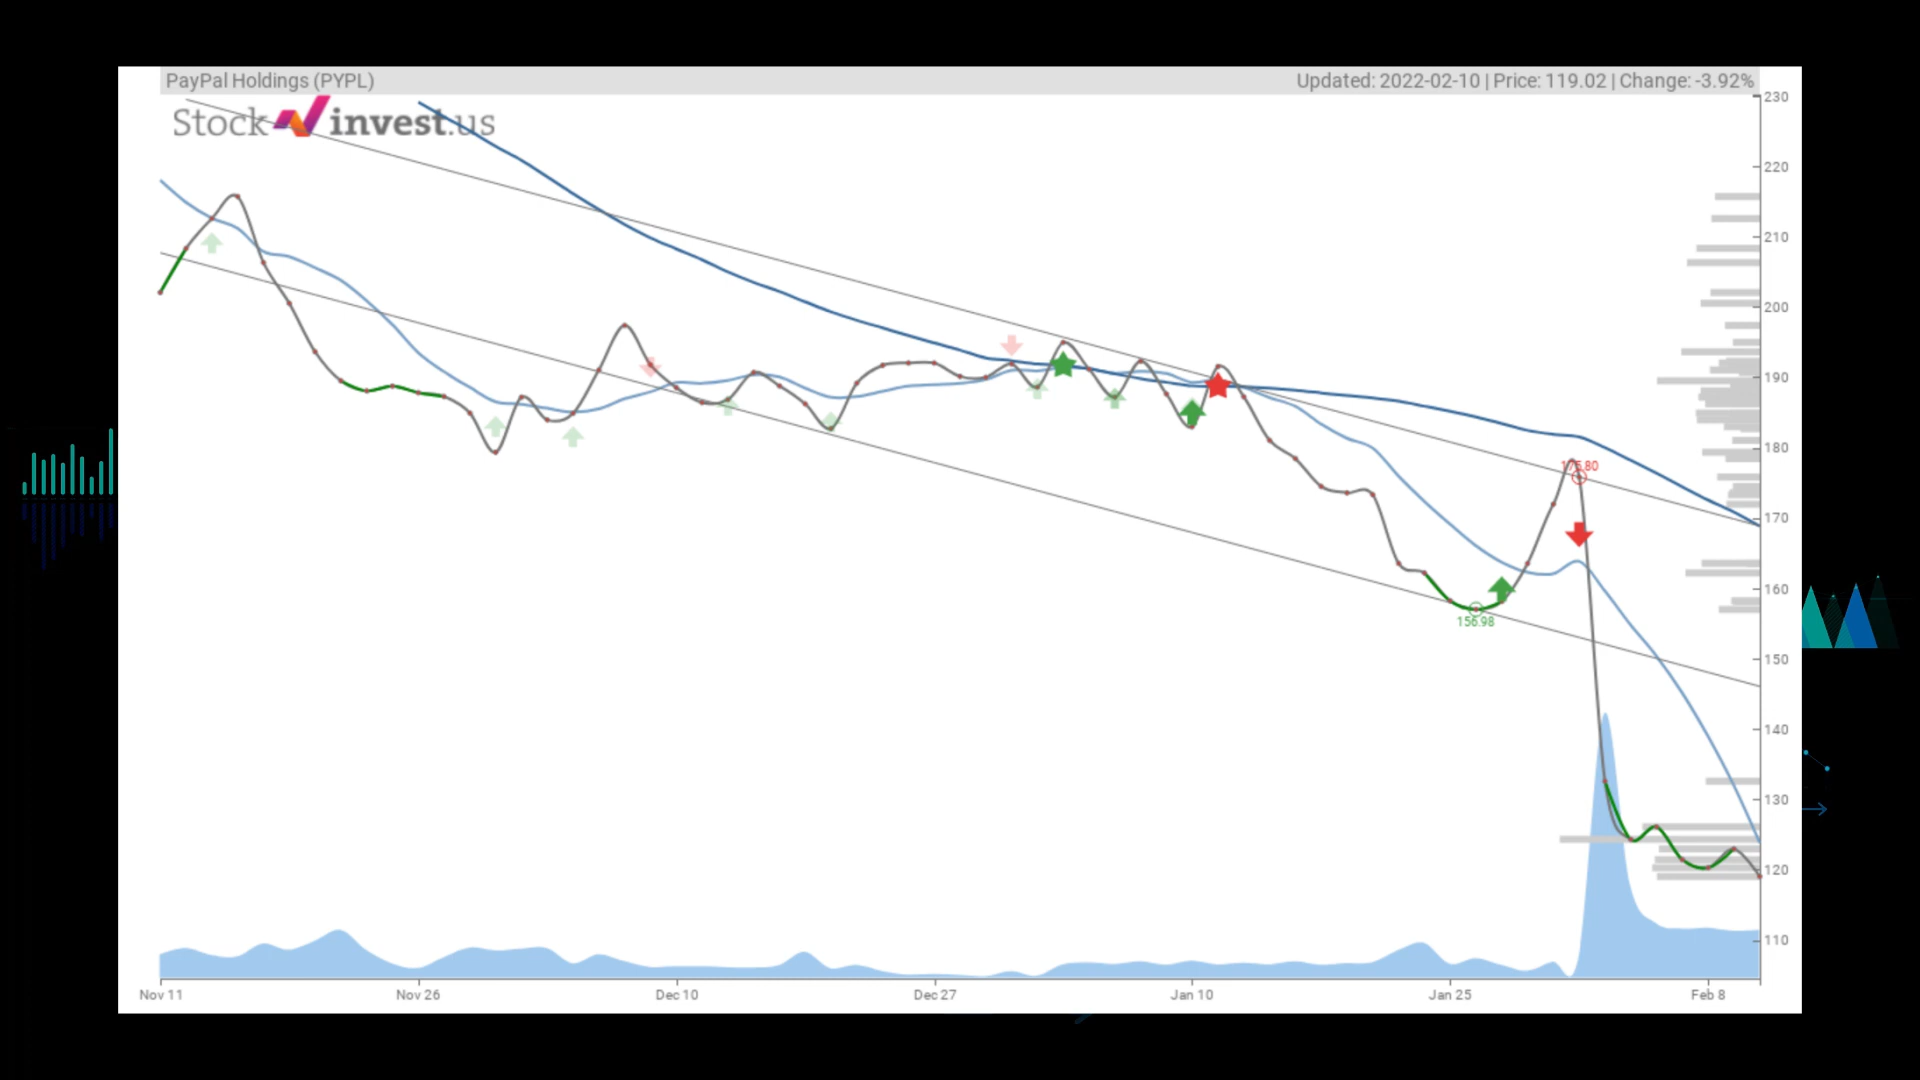 PayPal Holdings (PYPL)
Updated: 2022-02-10 | Price: 119.02 | Change: -3.92%
Stock invest.us
230
220
210
200
190
180
175.80
170
160
156.98
150
140
130
120
110
Nov 11
Nov 26
Dec 10
Dec 27
Jan 10
Jan 25
Feb 8